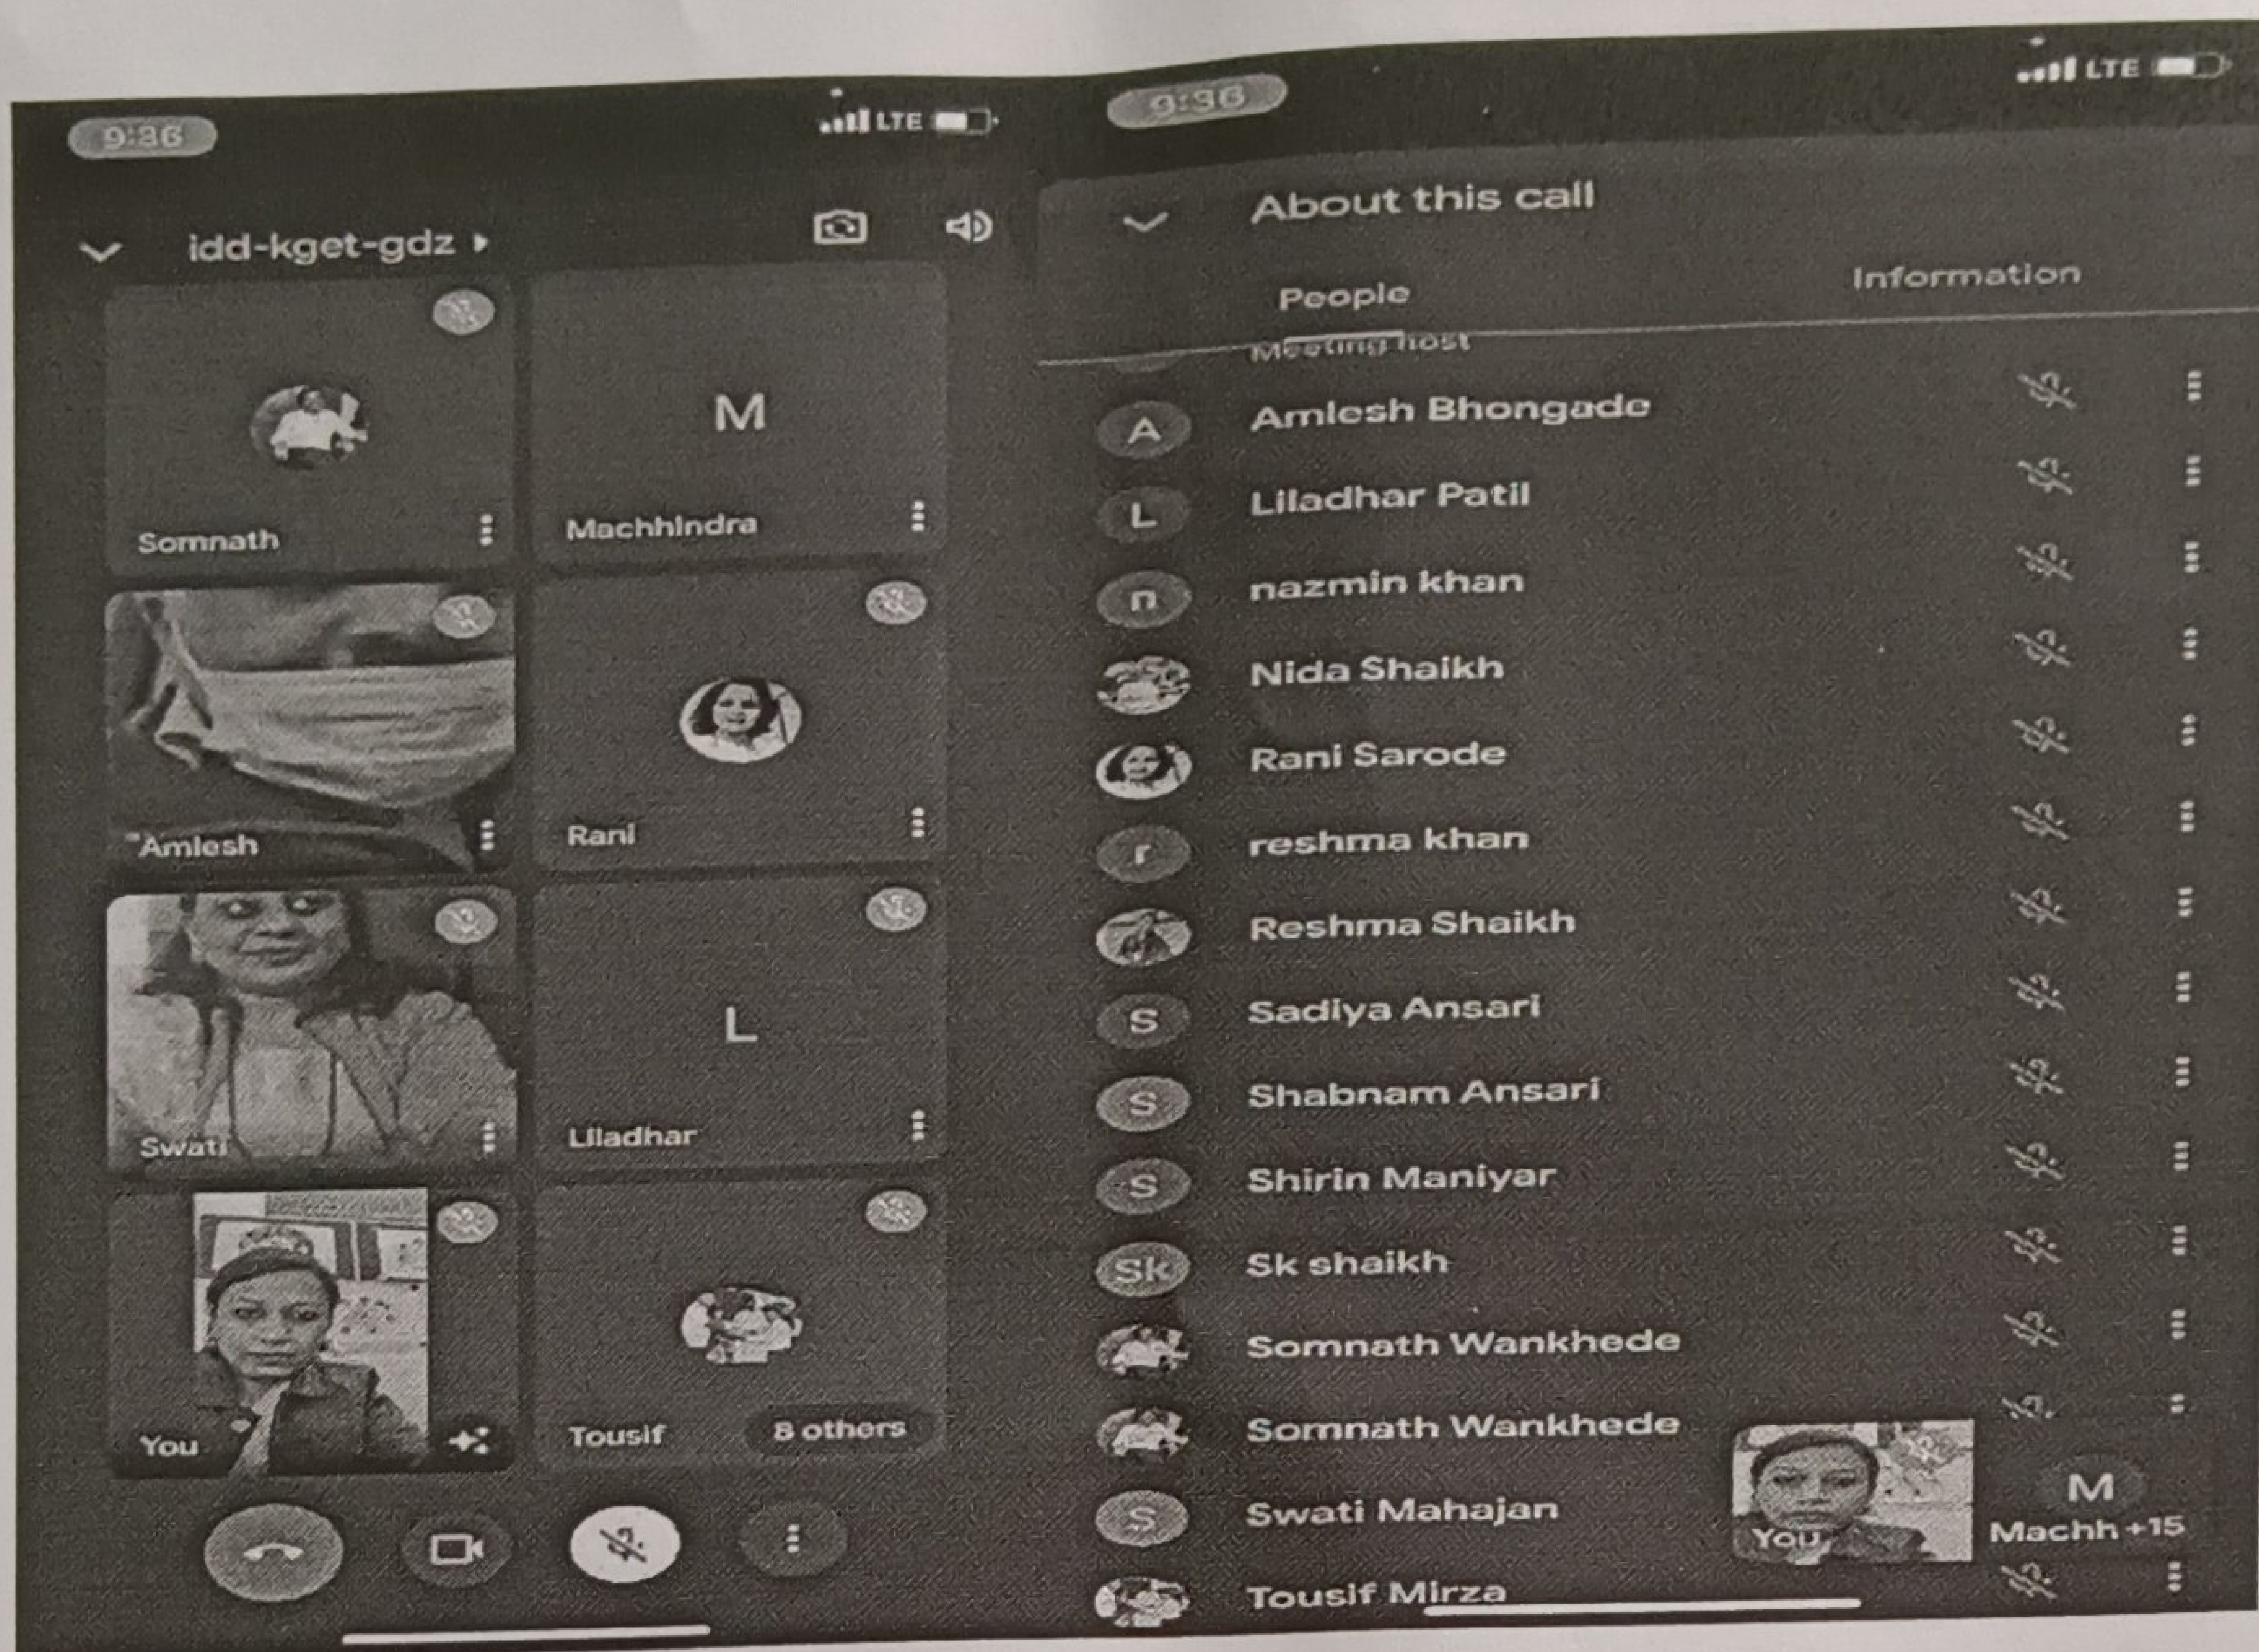 9:36
LTE
idd-kget-gdz
Somnath
M
Machhindra
Amlesh
Rani
Swati
L
Liladhar
You
Tousif
8 others
9:36
LTE
About this call
People
Information
Meeting host
A Amlesh Bhongade
L Liladhar Patil
n nazmin khan
Nida Shaikh
Rani Sarode
r reshma khan
Reshma Shaikh
S Sadiya Ansari
S Shabnam Ansari
S Shirin Maniyar
Sk Sk shaikh
Somnath Wankhede
Somnath Wankhede
S Swati Mahajan
You
M
Machh +15
Tousif Mirza